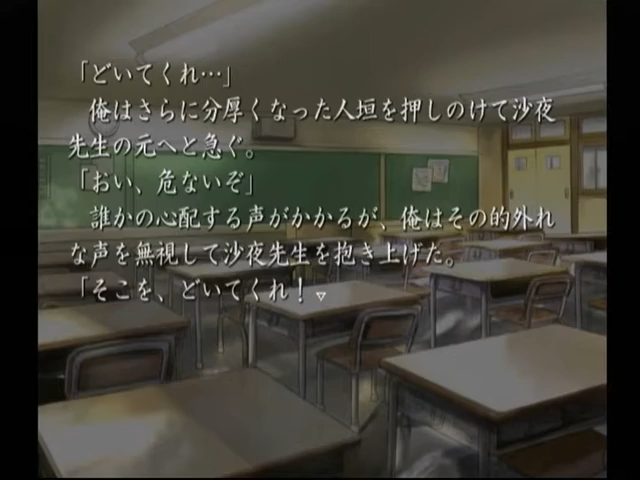 「どいてくれ…」
　俺はさらに分厚くなった人垣を押しのけて沙夜
先生の元へと急ぐ。
「おい、危ないぞ」
　誰かの心配する声がかかるが、俺はその的外れ
な声を無視して沙夜先生を抱き上げた。
「そこを、どいてくれ！▽